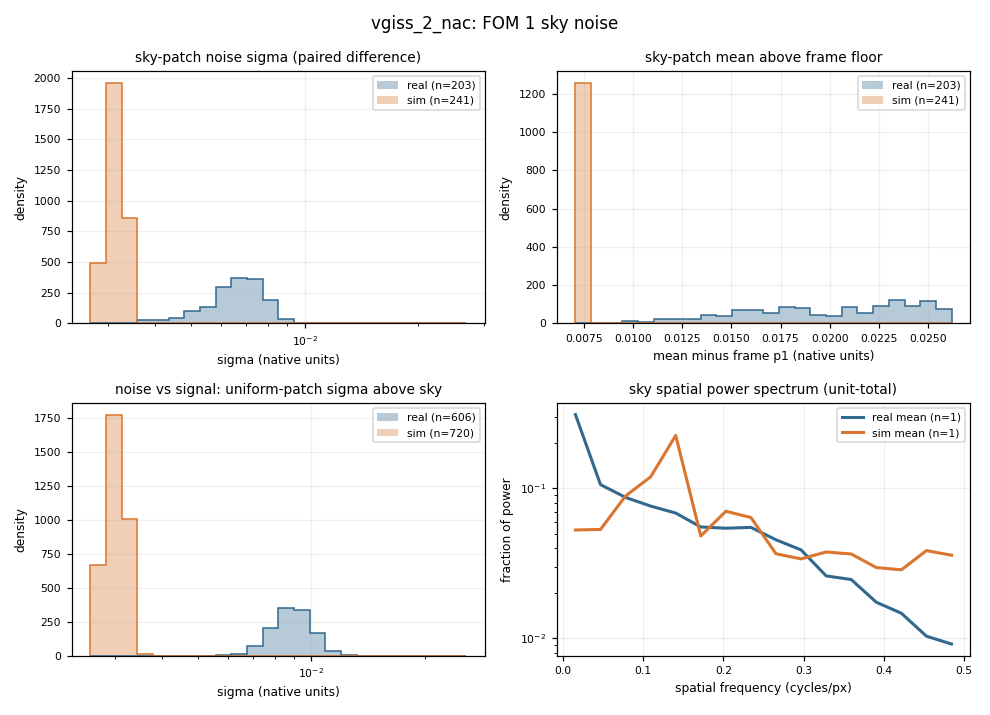 vgiss_2_nac: FOM 1 sky noise
sky-patch noise sigma (paired difference)
real (n=203)
sim (n=241)
2000
1750
1500
1250
1000
750
500
250
0
density
10⁻²
sigma (native units)
sky-patch mean above frame floor
real (n=203)
sim (n=241)
1200
1000
800
600
400
200
0
density
0.0075 0.0100 0.0125 0.0150 0.0175 0.0200 0.0225 0.0250
mean minus frame p1 (native units)
noise vs signal: uniform-patch sigma above sky
real (n=606)
sim (n=720)
1750
1500
1250
1000
750
500
250
0
density
10⁻²
sigma (native units)
sky spatial power spectrum (unit-total)
real mean (n=1)
sim mean (n=1)
10⁻¹
10⁻²
fraction of power
0.0 0.1 0.2 0.3 0.4 0.5
spatial frequency (cycles/px)